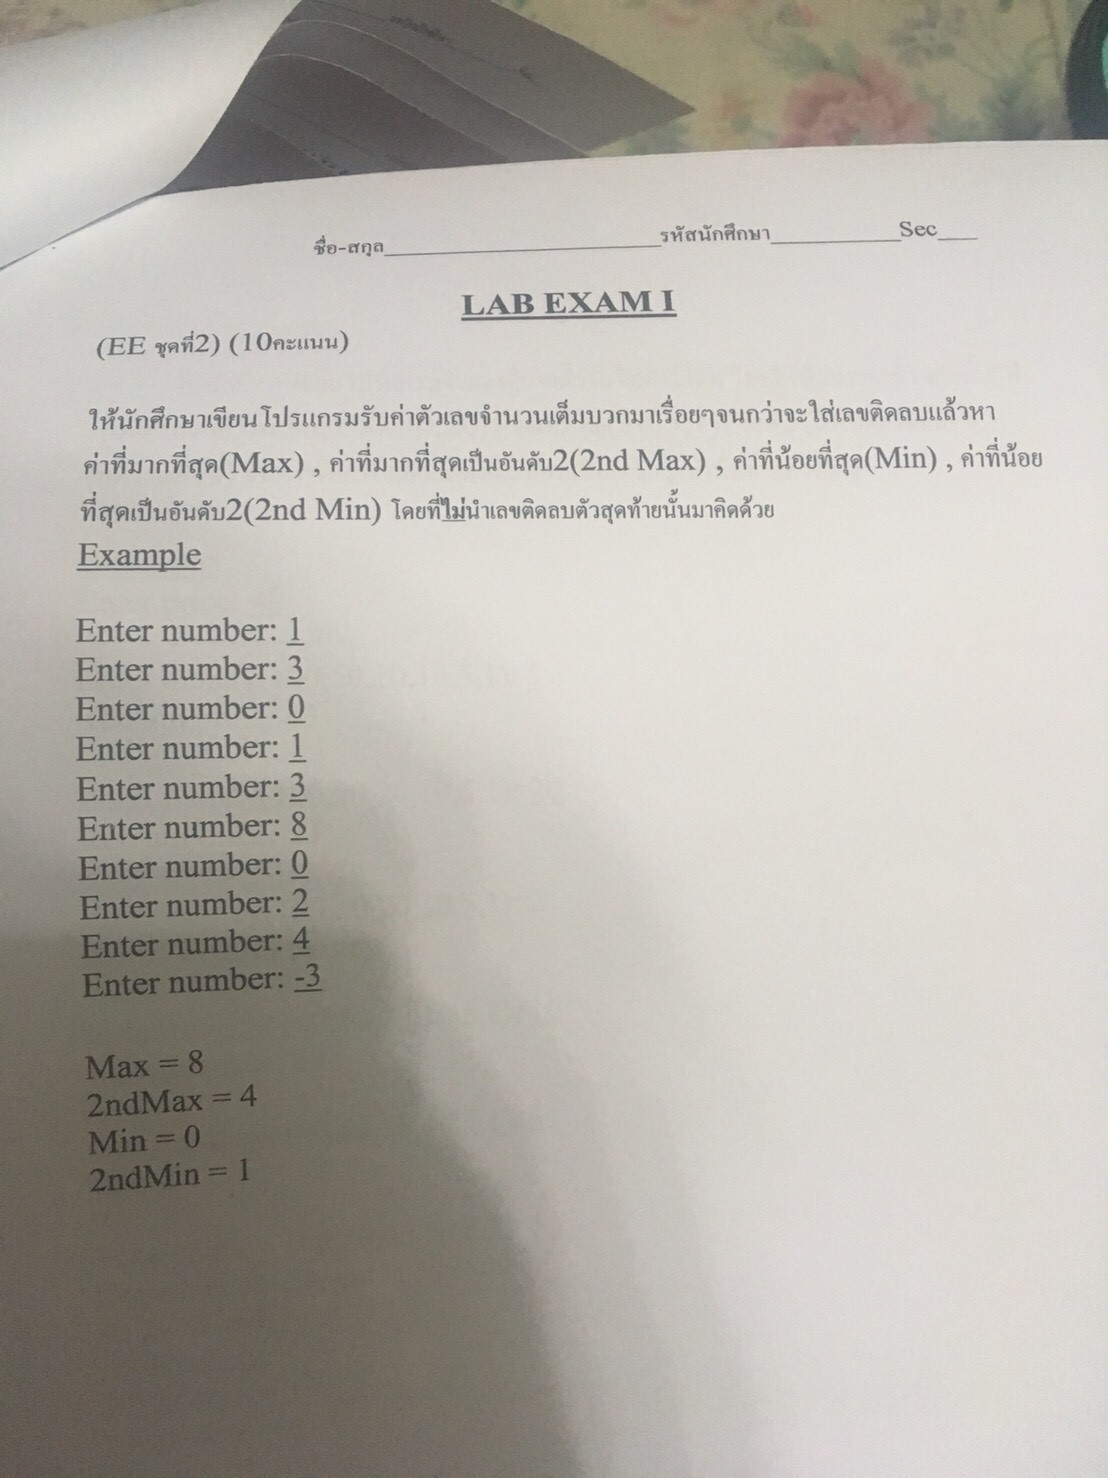 ชื่อ-สกุล____________________รหัสนักศึกษา__________Sec___
LAB EXAM I
(EE ชุดที่2) (10คะแนน)
ให้นักศึกษาเขียนโปรแกรมรับค่าตัวเลขจำนวนเต็มบวกมาเรื่อยๆจนกว่าจะใส่เลขติดลบแล้วหา
ค่าที่มากที่สุด(Max) , ค่าที่มากที่สุดเป็นอันดับ2(2nd Max) , ค่าที่น้อยที่สุด(Min) , ค่าที่น้อย
ที่สุดเป็นอันดับ2(2nd Min) โดยที่ไม่นำเลขติดลบตัวสุดท้ายนั้นมาคิดด้วย
Example
Enter number: 1
Enter number: 3
Enter number: 0
Enter number: 1
Enter number: 3
Enter number: 8
Enter number: 0
Enter number: 2
Enter number: 4
Enter number: -3
Max = 8
2ndMax = 4
Min = 0
2ndMin = 1